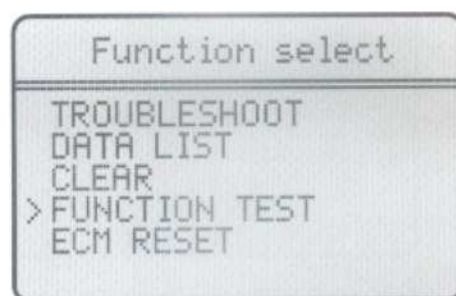 Function select
TROUBLESHOOT
DATA LIST
CLEAR
>FUNCTION TEST
ECM RESET